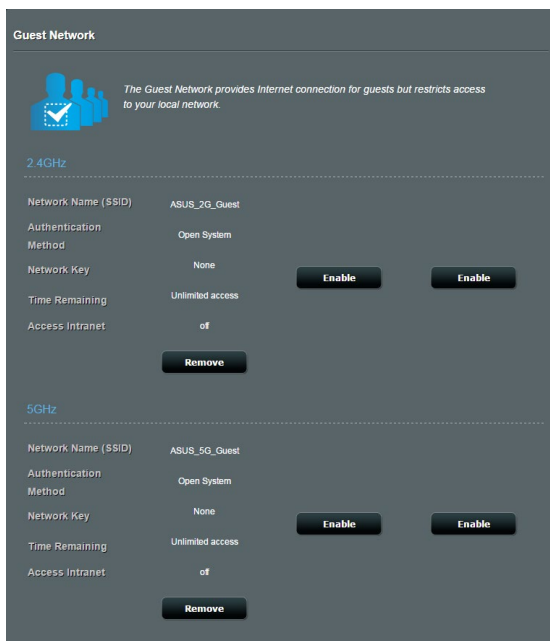 Guest Network
The Guest Network provides Internet connection for guests but restricts access
to your local network.
2.4GHz
Network Name (SSID) ASUS_2G_Guest
Authentication
Method Open System
Network Key None
Enable Enable
Time Remaining Unlimited access
Access Intranet off
Remove
5GHz
Network Name (SSID) ASUS_5G_Guest
Authentication
Method Open System
Network Key None
Enable Enable
Time Remaining Unlimited access
Access Intranet off
Remove